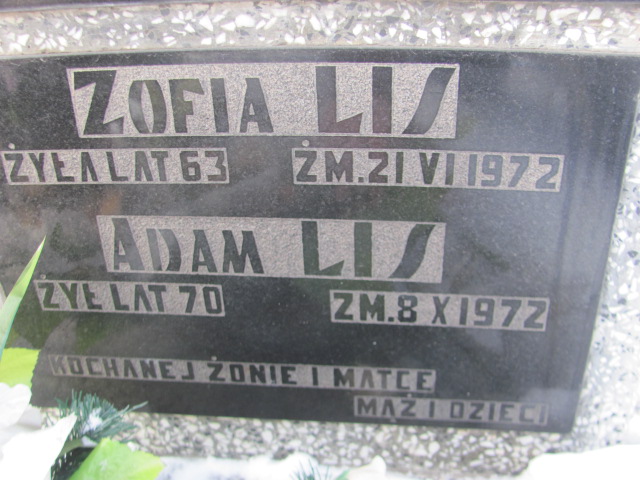 ZOFIA LIS
ŻYŁA LAT 63 ZM. 21 VI 1972
ADAM LIS
ŻYŁ LAT 70 ZM. 8 X 1972
KOCHANEJ ŻONIE I MATCE
MĄŻ I DZIECI